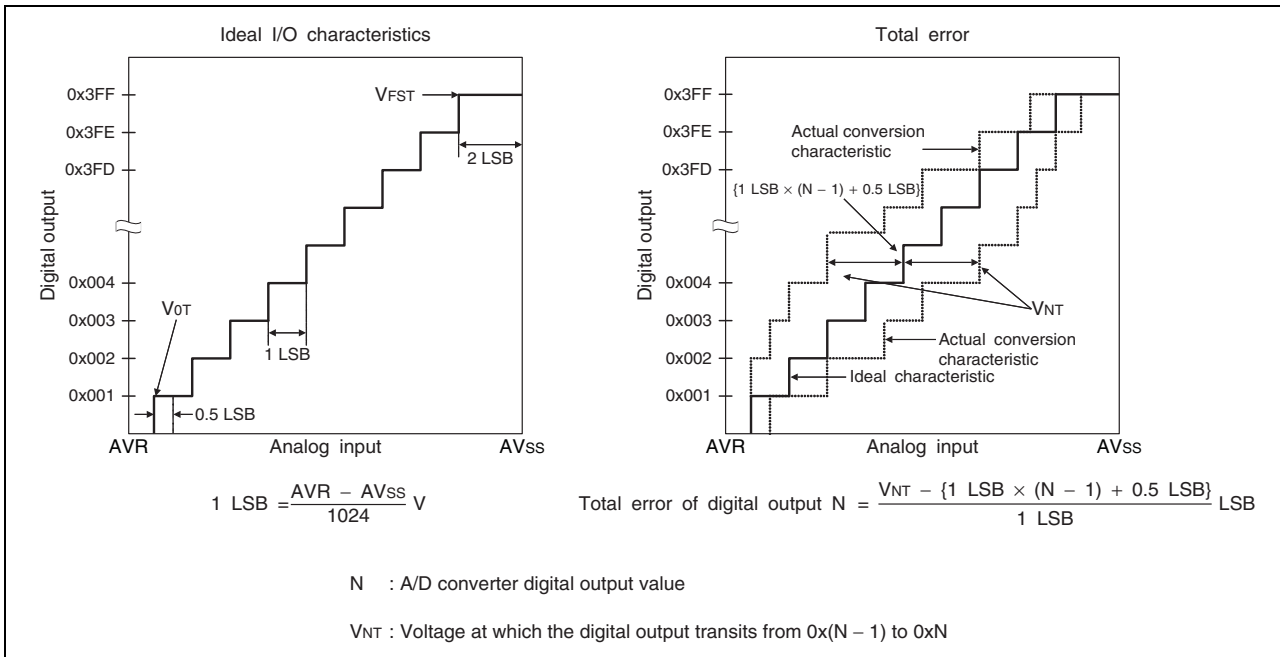 Ideal I/O characteristics
0x3FF
0x3FE
0x3FD
0x004
0x003
0x002
0x001
Digital output
VFST
2 LSB
V0T
1 LSB
0.5 LSB
AVR
Analog input
AVSS
1 LSB = AVR − AVSS / 1024 V
Total error
0x3FF
0x3FE
0x3FD
0x004
0x003
0x002
0x001
Digital output
Actual conversion
characteristic
{1 LSB × (N − 1) + 0.5 LSB}
VNT
Actual conversion
characteristic
Ideal characteristic
AVR
Analog input
AVSS
Total error of digital output N = VNT − {1 LSB × (N − 1) + 0.5 LSB} / 1 LSB LSB
N : A/D converter digital output value
VNT : Voltage at which the digital output transits from 0x(N − 1) to 0xN